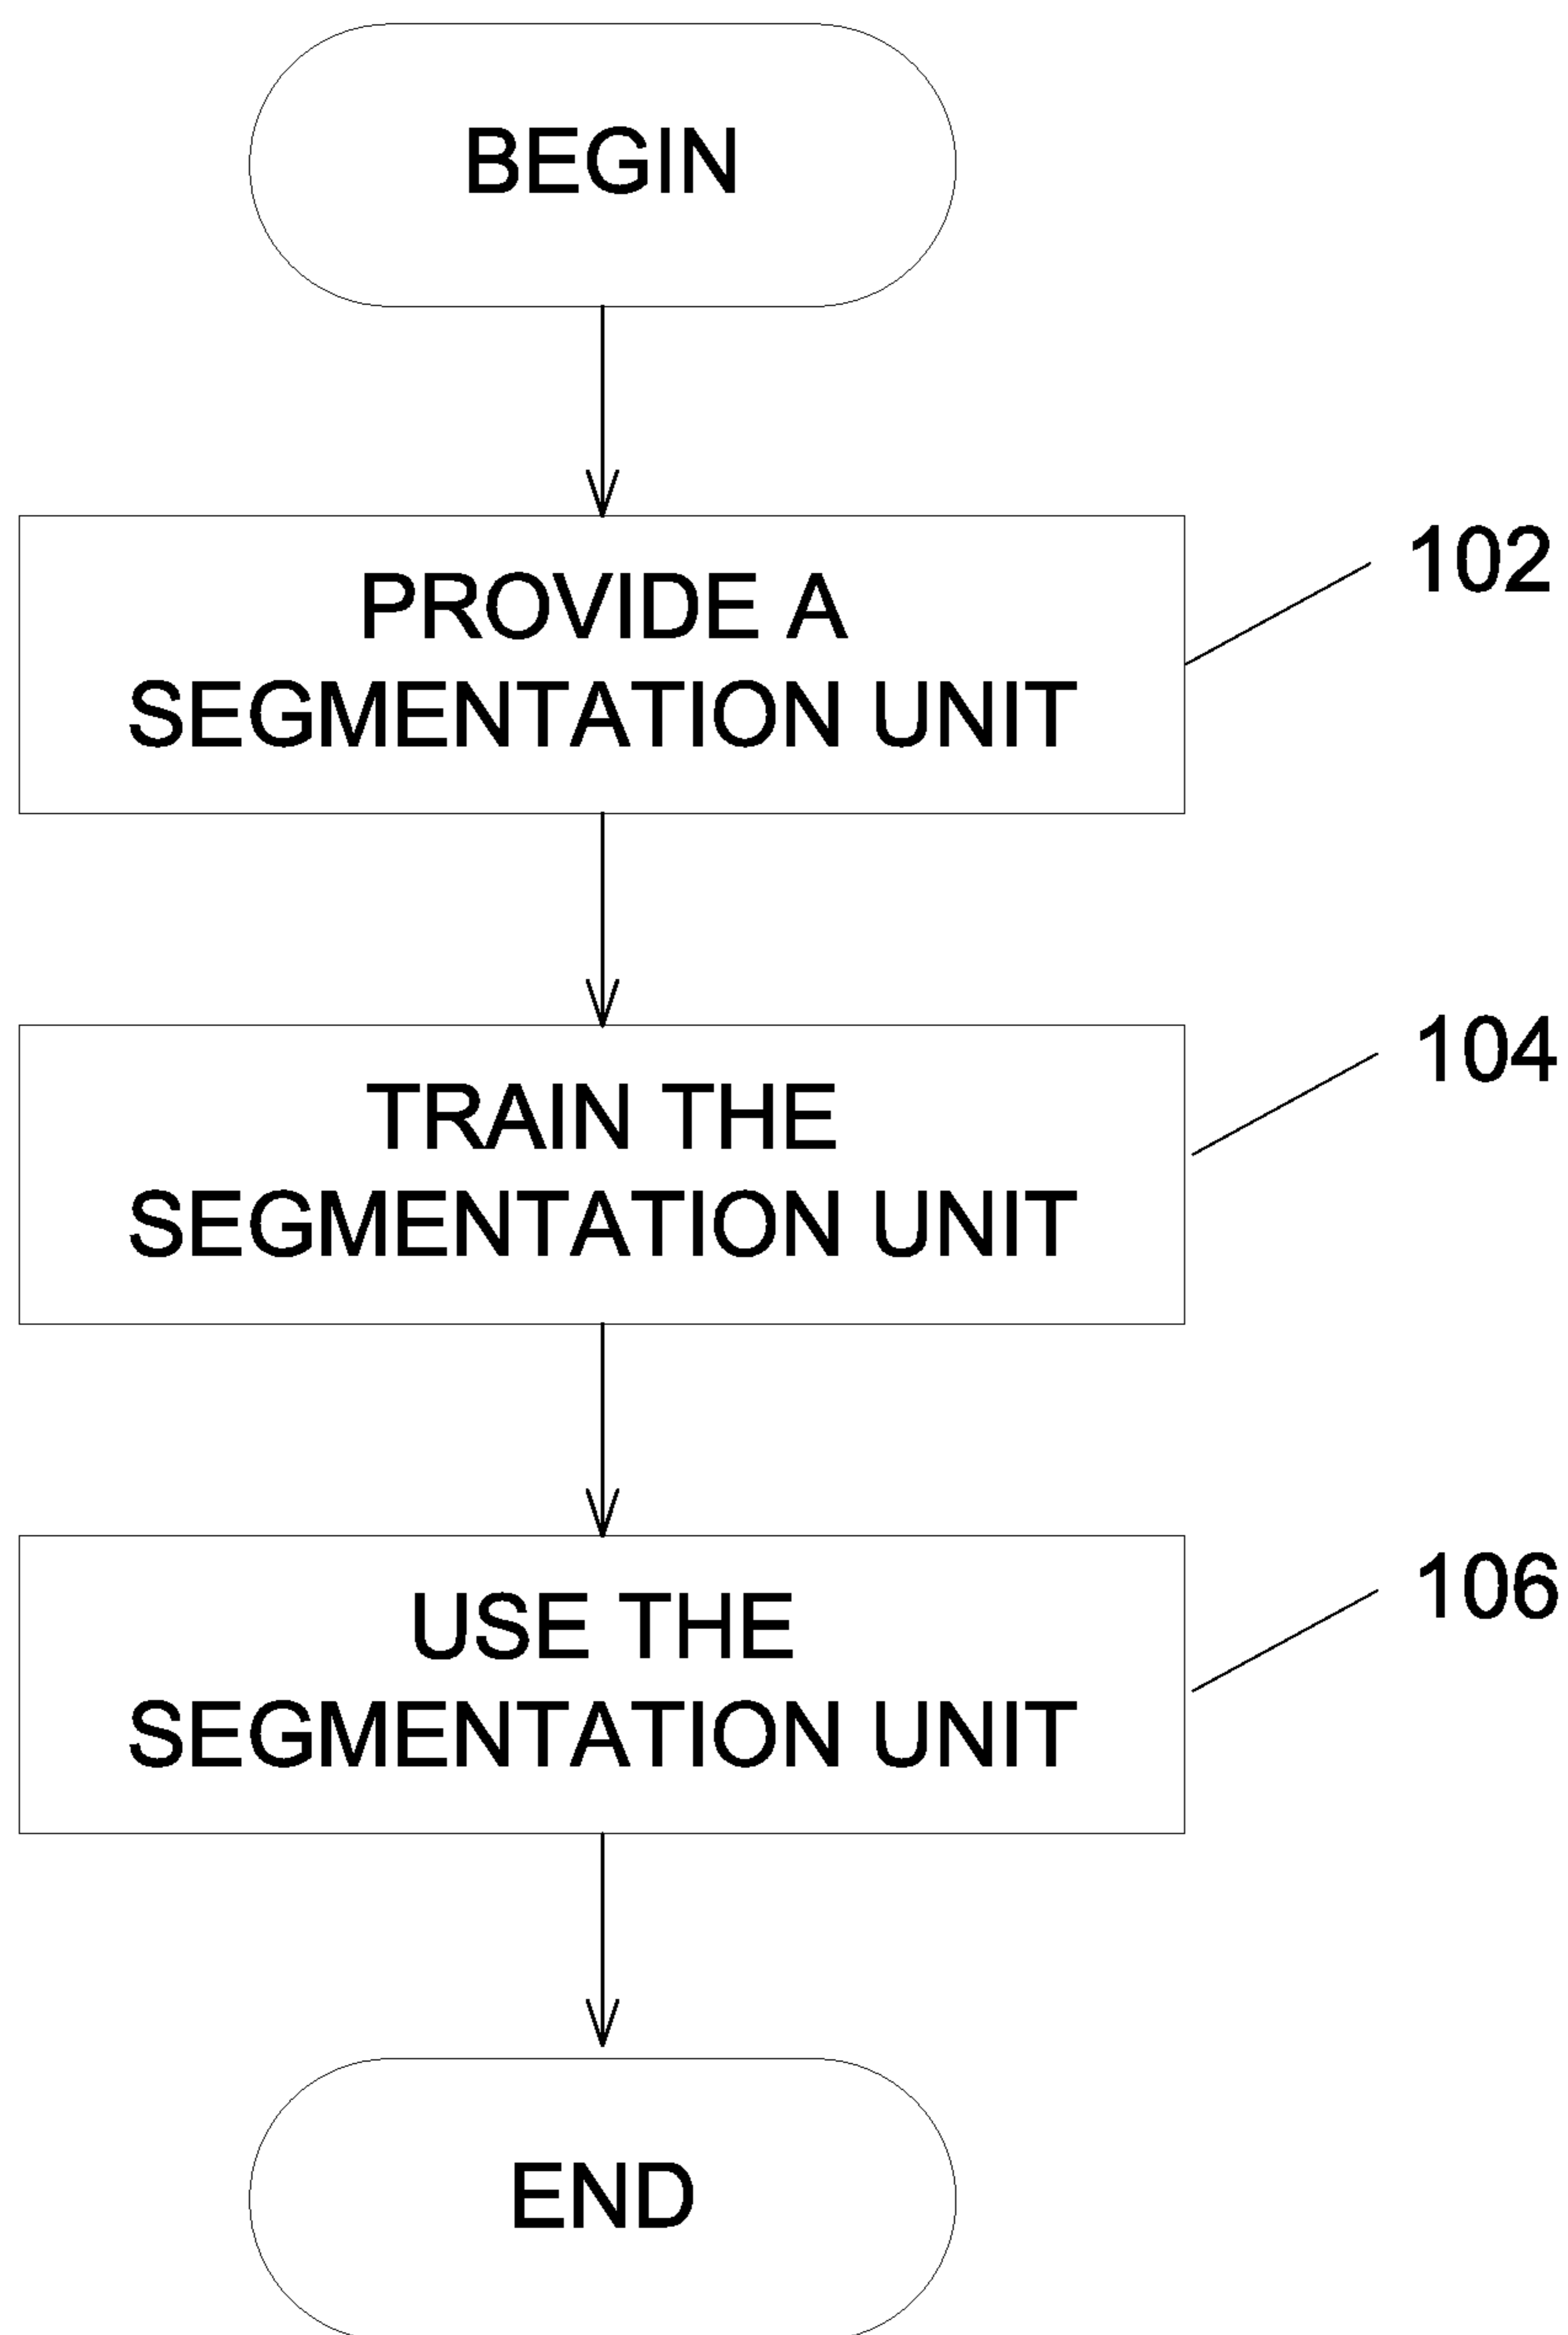 BEGIN
PROVIDE A
SEGMENTATION UNIT
102
TRAIN THE
SEGMENTATION UNIT
104
USE THE
SEGMENTATION UNIT
106
END